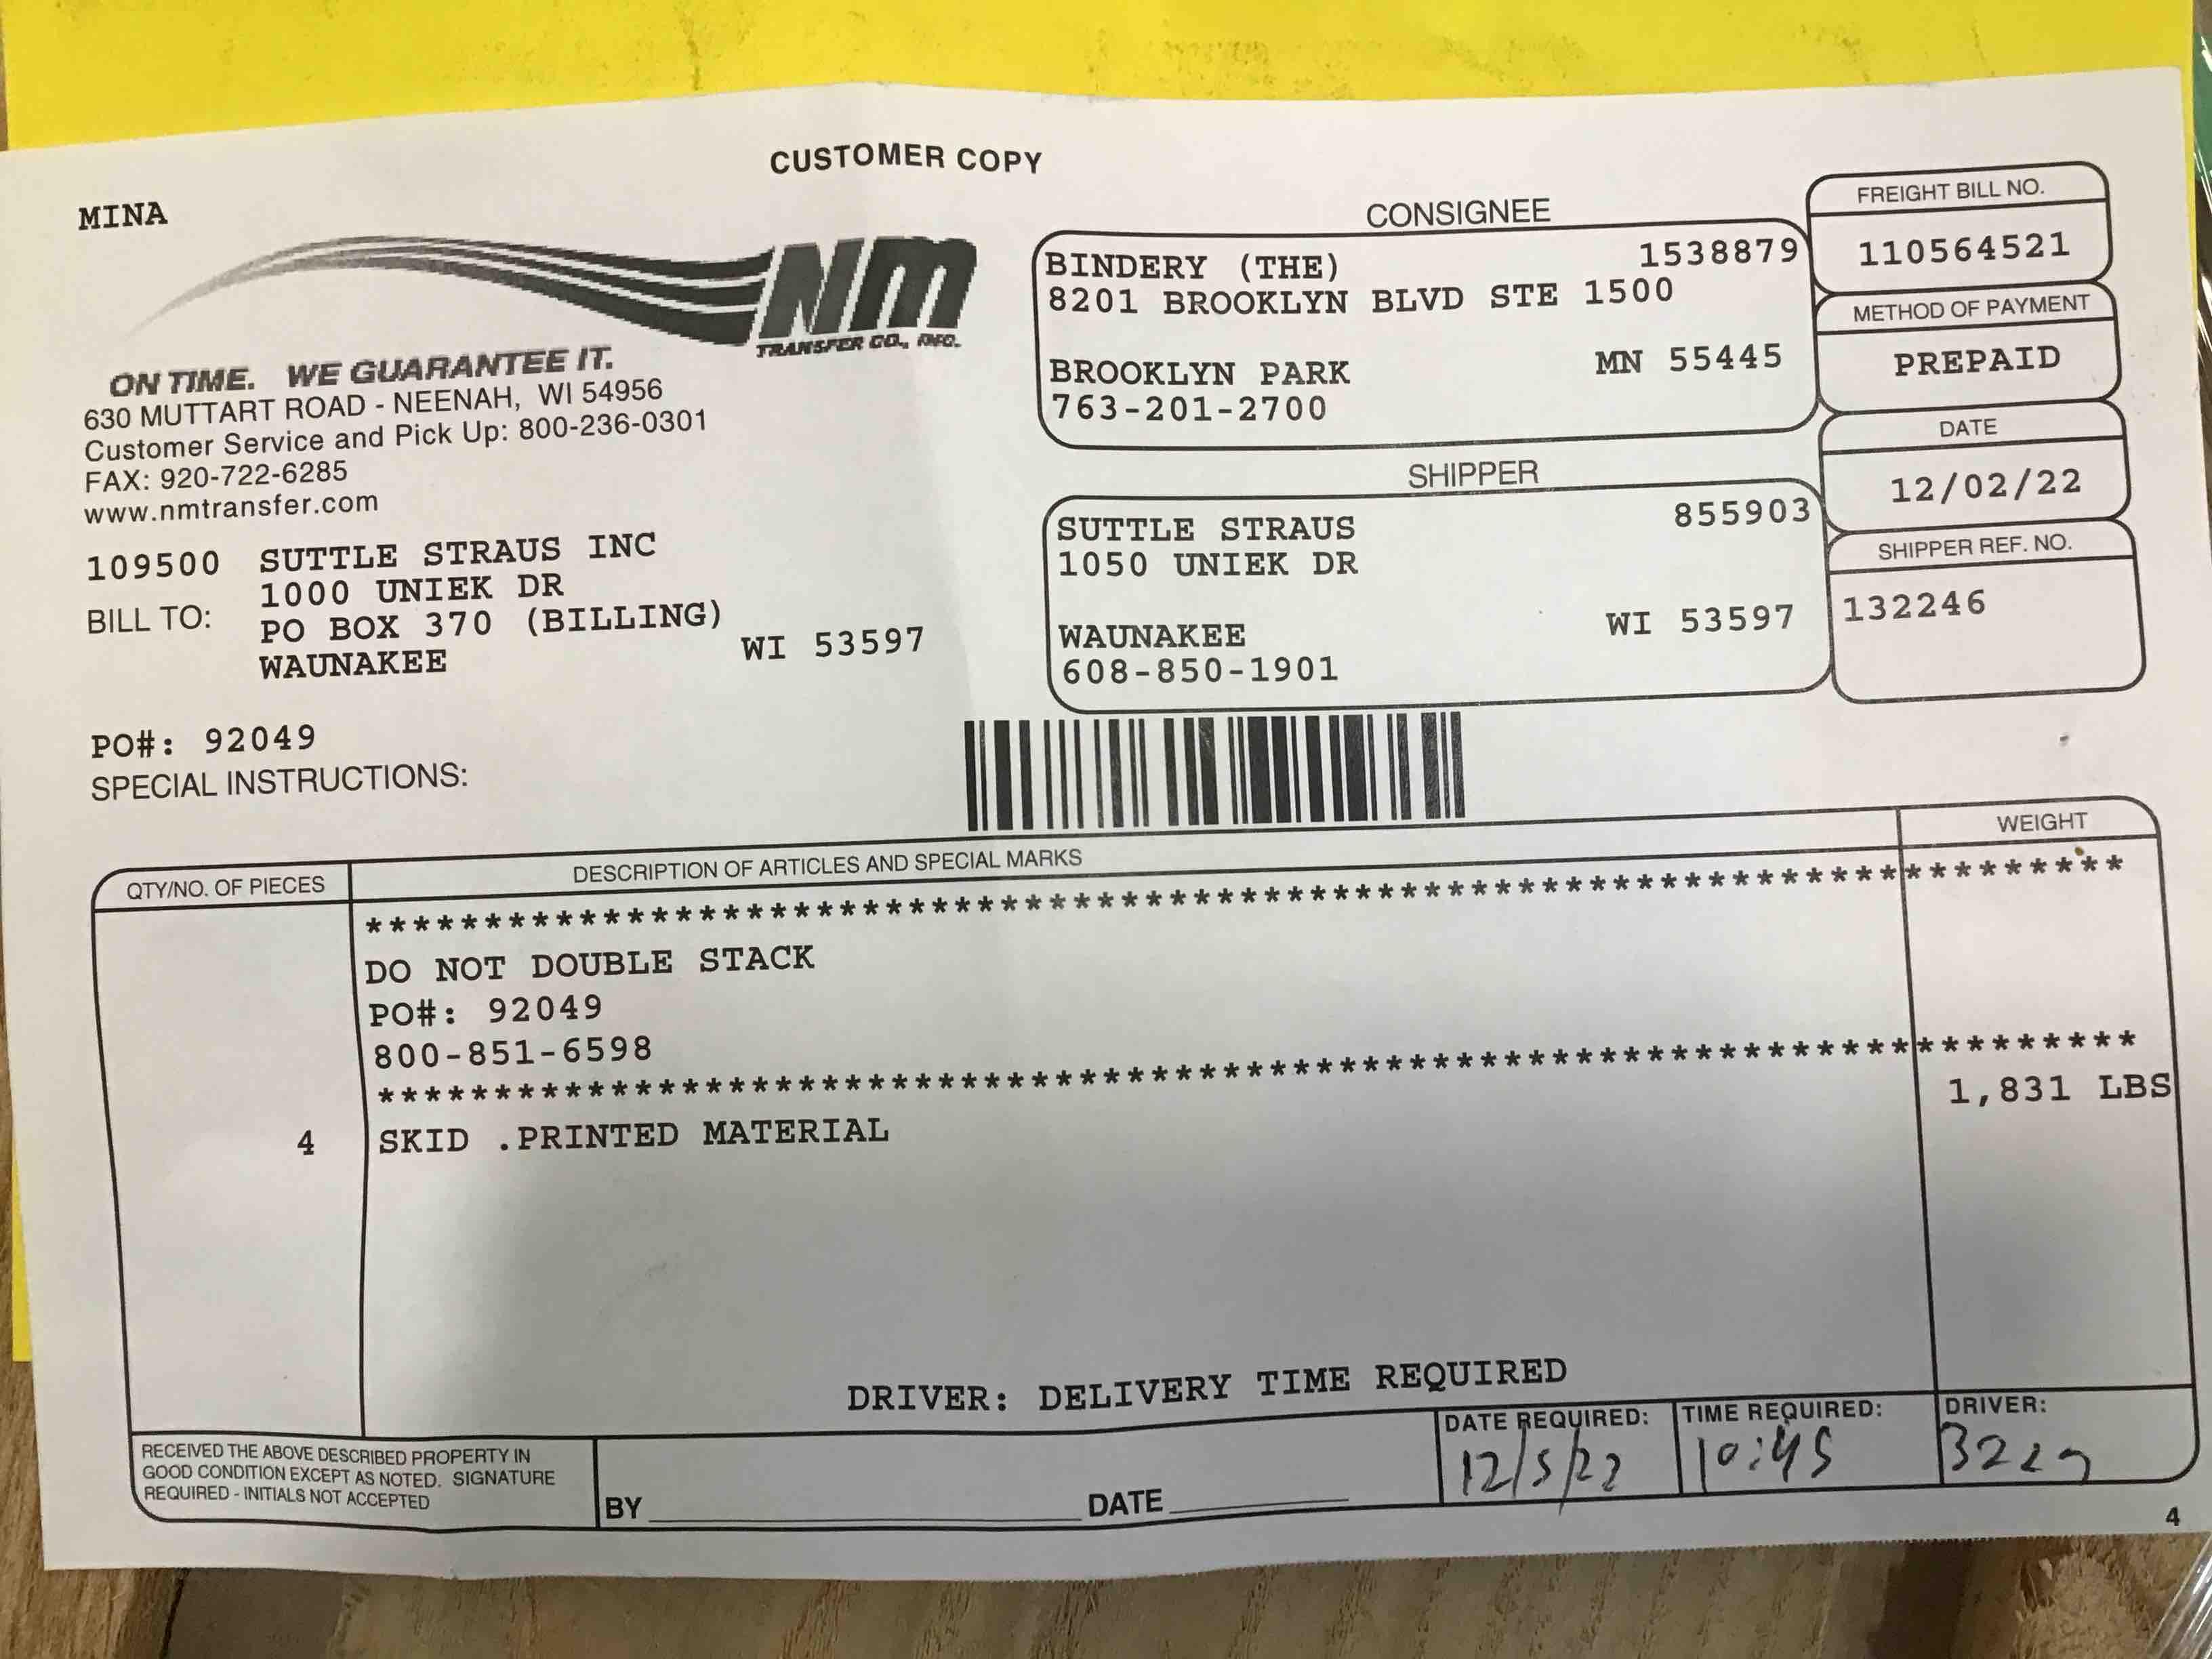 CUSTOMER COPY
MINA
NM
TRANSFER CO., INC.
ON TIME. WE GUARANTEE IT.
630 MUTTART ROAD - NEENAH, WI 54956
Customer Service and Pick Up: 800-236-0301
FAX: 920-722-6285
www.nmtransfer.com
109500 SUTTLE STRAUS INC
1000 UNIEK DR
BILL TO:
PO BOX 370 (BILLING)
WAUNAKEE WI 53597
PO#: 92049
SPECIAL INSTRUCTIONS:
CONSIGNEE
BINDERY (THE) 1538879
8201 BROOKLYN BLVD STE 1500
BROOKLYN PARK MN 55445
763-201-2700
SHIPPER
SUTTLE STRAUS 855903
1050 UNIEK DR
WAUNAKEE WI 53597
608-850-1901
FREIGHT BILL NO.
110564521
METHOD OF PAYMENT
PREPAID
DATE
12/02/22
SHIPPER REF. NO.
132246
QTY/NO. OF PIECES DESCRIPTION OF ARTICLES AND SPECIAL MARKS WEIGHT
**************************************************************************
DO NOT DOUBLE STACK
PO#: 92049
800-851-6598
**************************************************************************
4 SKID .PRINTED MATERIAL 1,831 LBS
DRIVER: DELIVERY TIME REQUIRED
RECEIVED THE ABOVE DESCRIBED PROPERTY IN
GOOD CONDITION EXCEPT AS NOTED. SIGNATURE
REQUIRED - INITIALS NOT ACCEPTED
BY DATE
DATE REQUIRED: TIME REQUIRED: DRIVER:
12/5/22 10:45
4